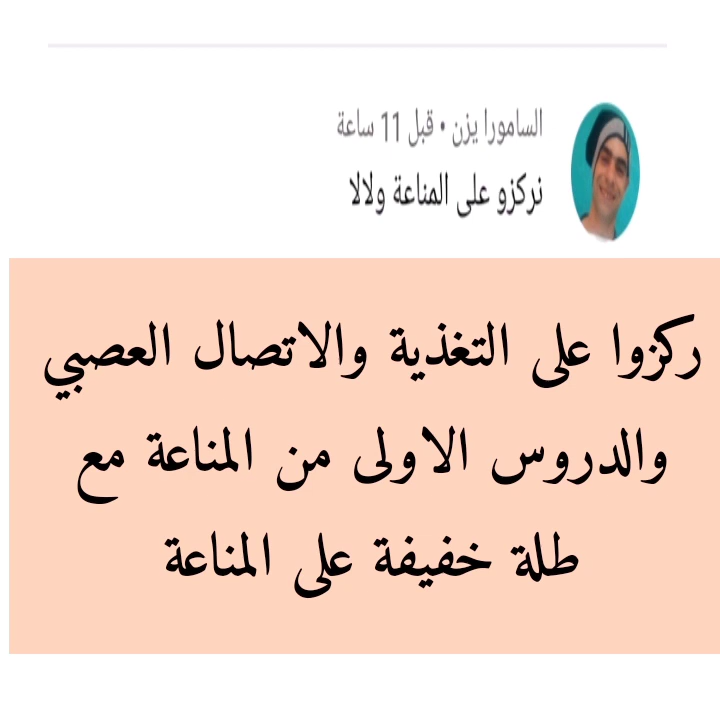 السامورا يزن • قبل 11 ساعة
نركزو على المناعة ولالا
ركزوا على التغذية والاتصال العصبي
والدروس الاولى من المناعة مع
طلة خفيفة على المناعة